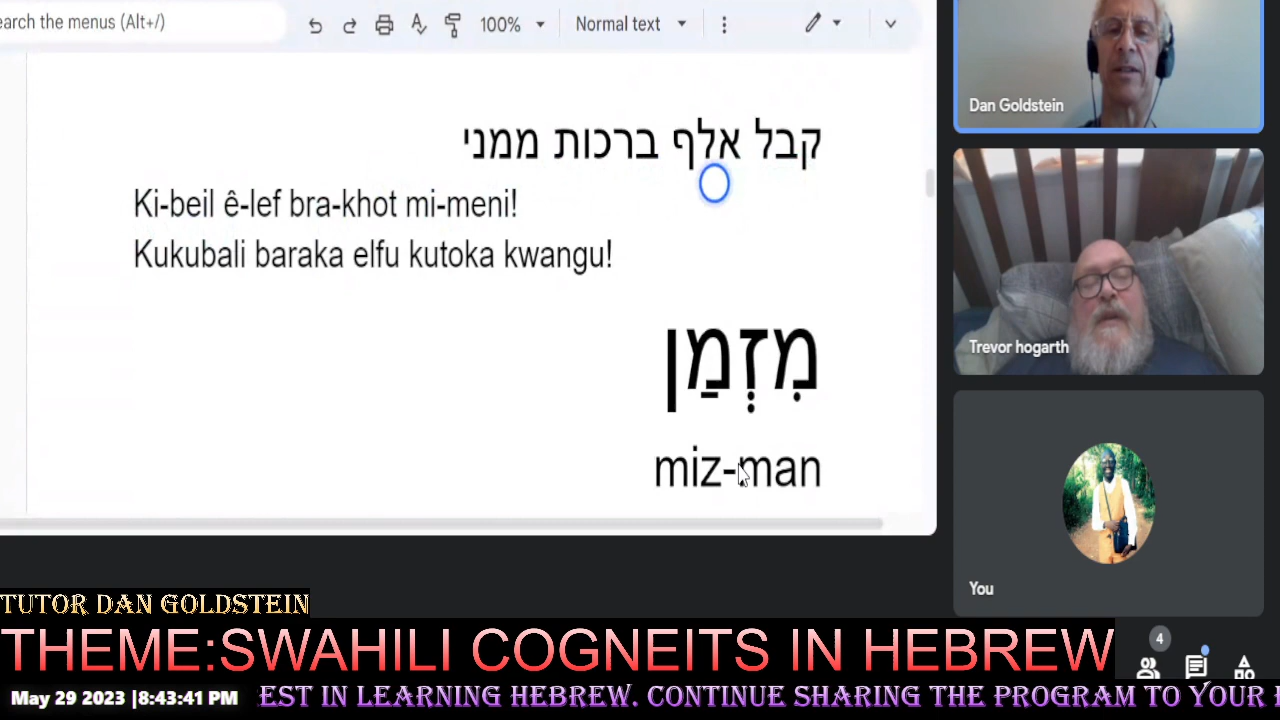 earch the menus (Alt+/)
100%
Normal text
קבל אלף ברכות ממני
Ki-beil ê-lef bra-khot mi-meni!
Kukubali baraka elfu kutoka kwangu!
מִזְמַן
miz-man
Dan Goldstein
Trevor hogarth
You
4
TUTOR DAN GOLDSTEIN
THEME:SWAHILI COGNEITS IN HEBREW
May 29 2023 |8:43:41 PM
EST IN LEARNING HEBREW. CONTINUE SHARING THE PROGRAM TO YOUR